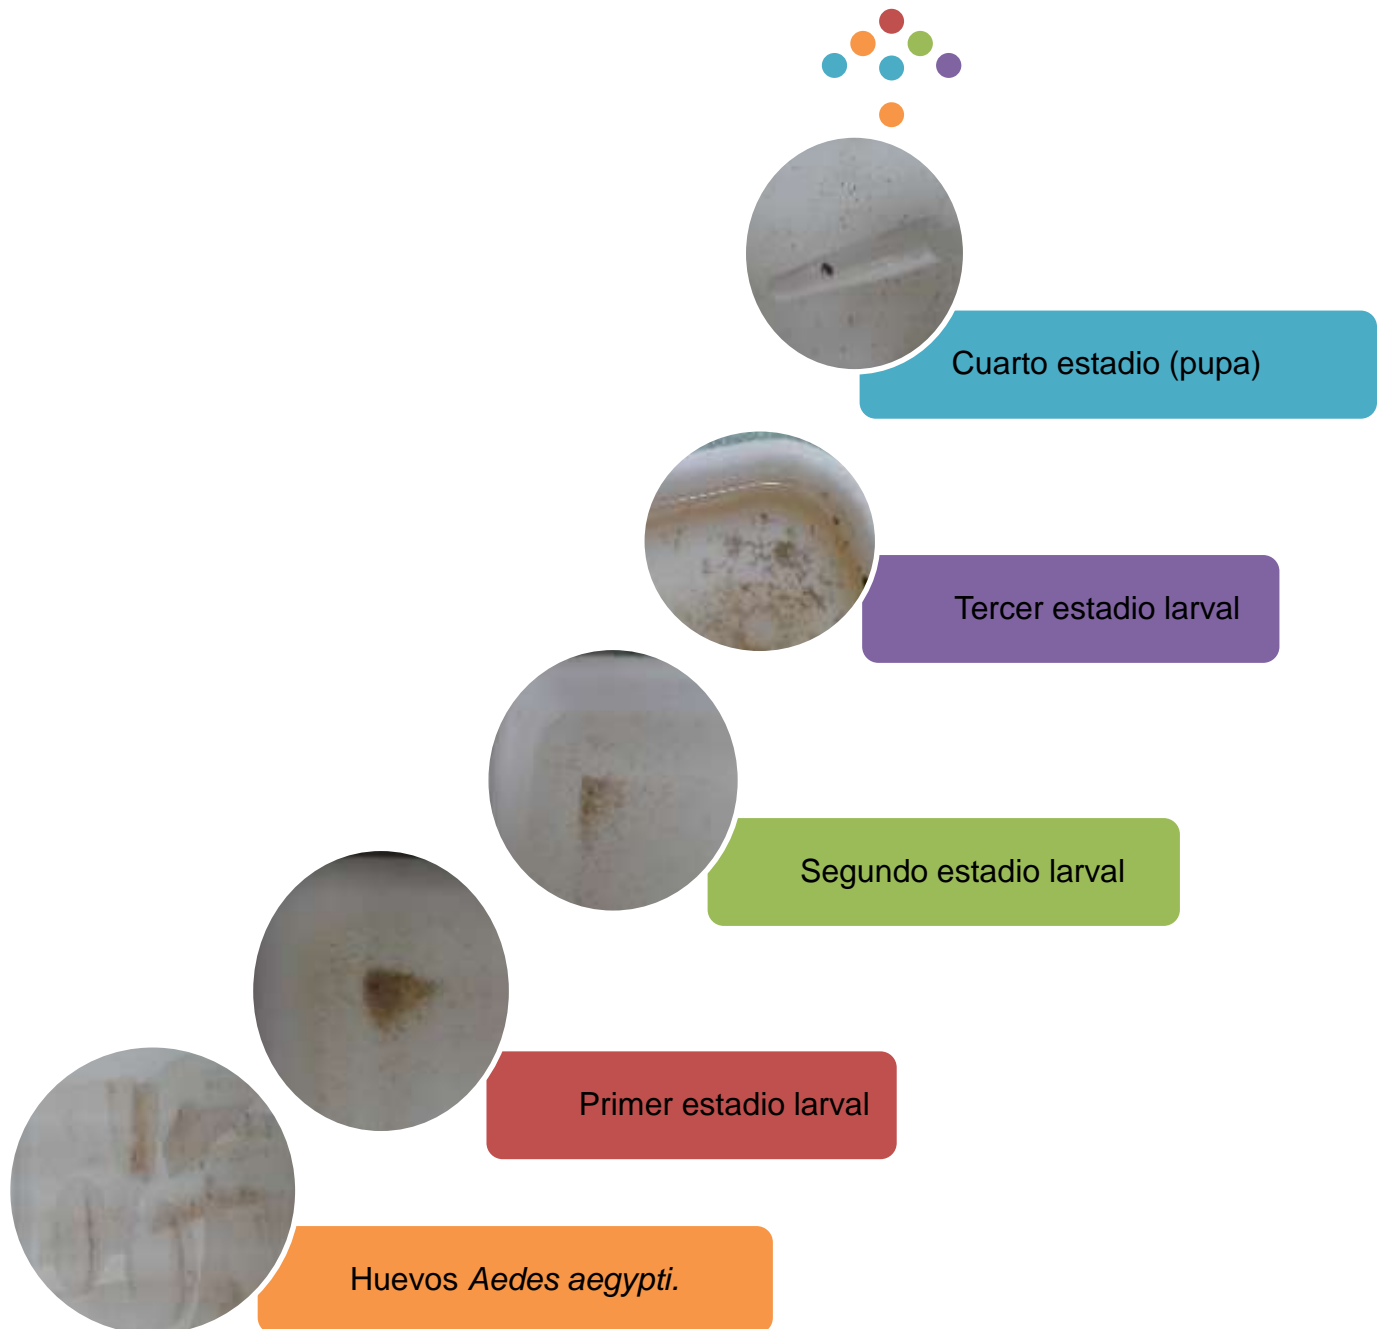 Cuarto estadio (pupa)
Tercer estadio larval
Segundo estadio larval
Primer estadio larval
Huevos Aedes aegypti.